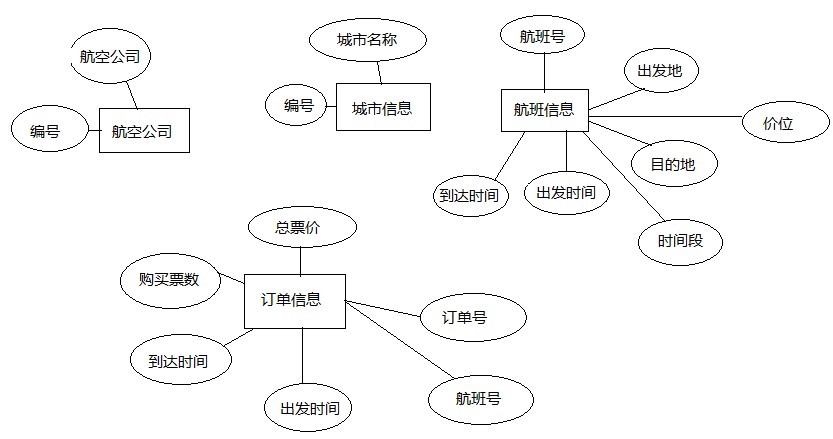 航空公司
编号
航空公司
城市名称
编号
城市信息
航班号
出发地
航班信息
价位
目的地
到达时间
出发时间
时间段
总票价
购买票数
订单信息
订单号
到达时间
出发时间
航班号